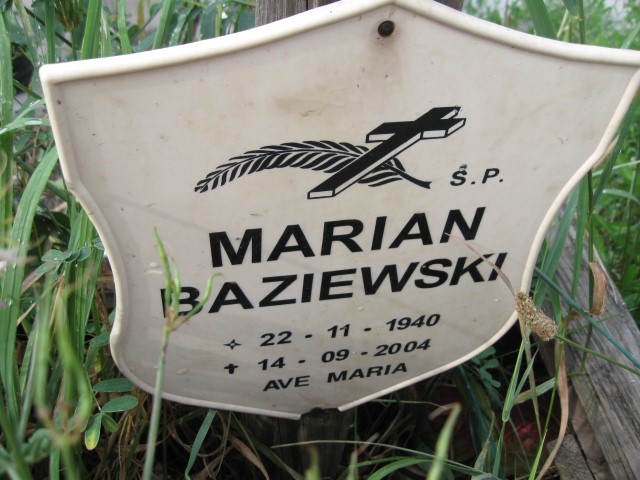 Ś.P.
MARIAN
BAZIEWSKI
22 - 11 - 1940
14 - 09 - 2004
AVE MARIA